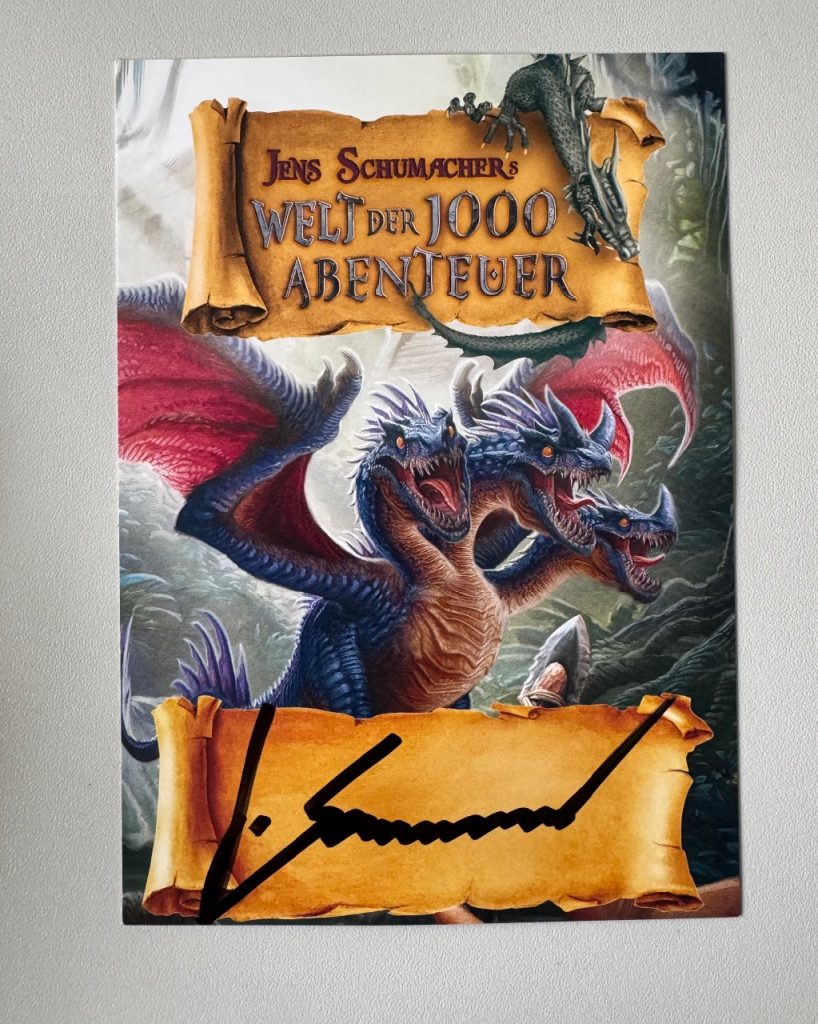 JENS SCHUMACHERs
WELT DER 1000
ABENTEUER